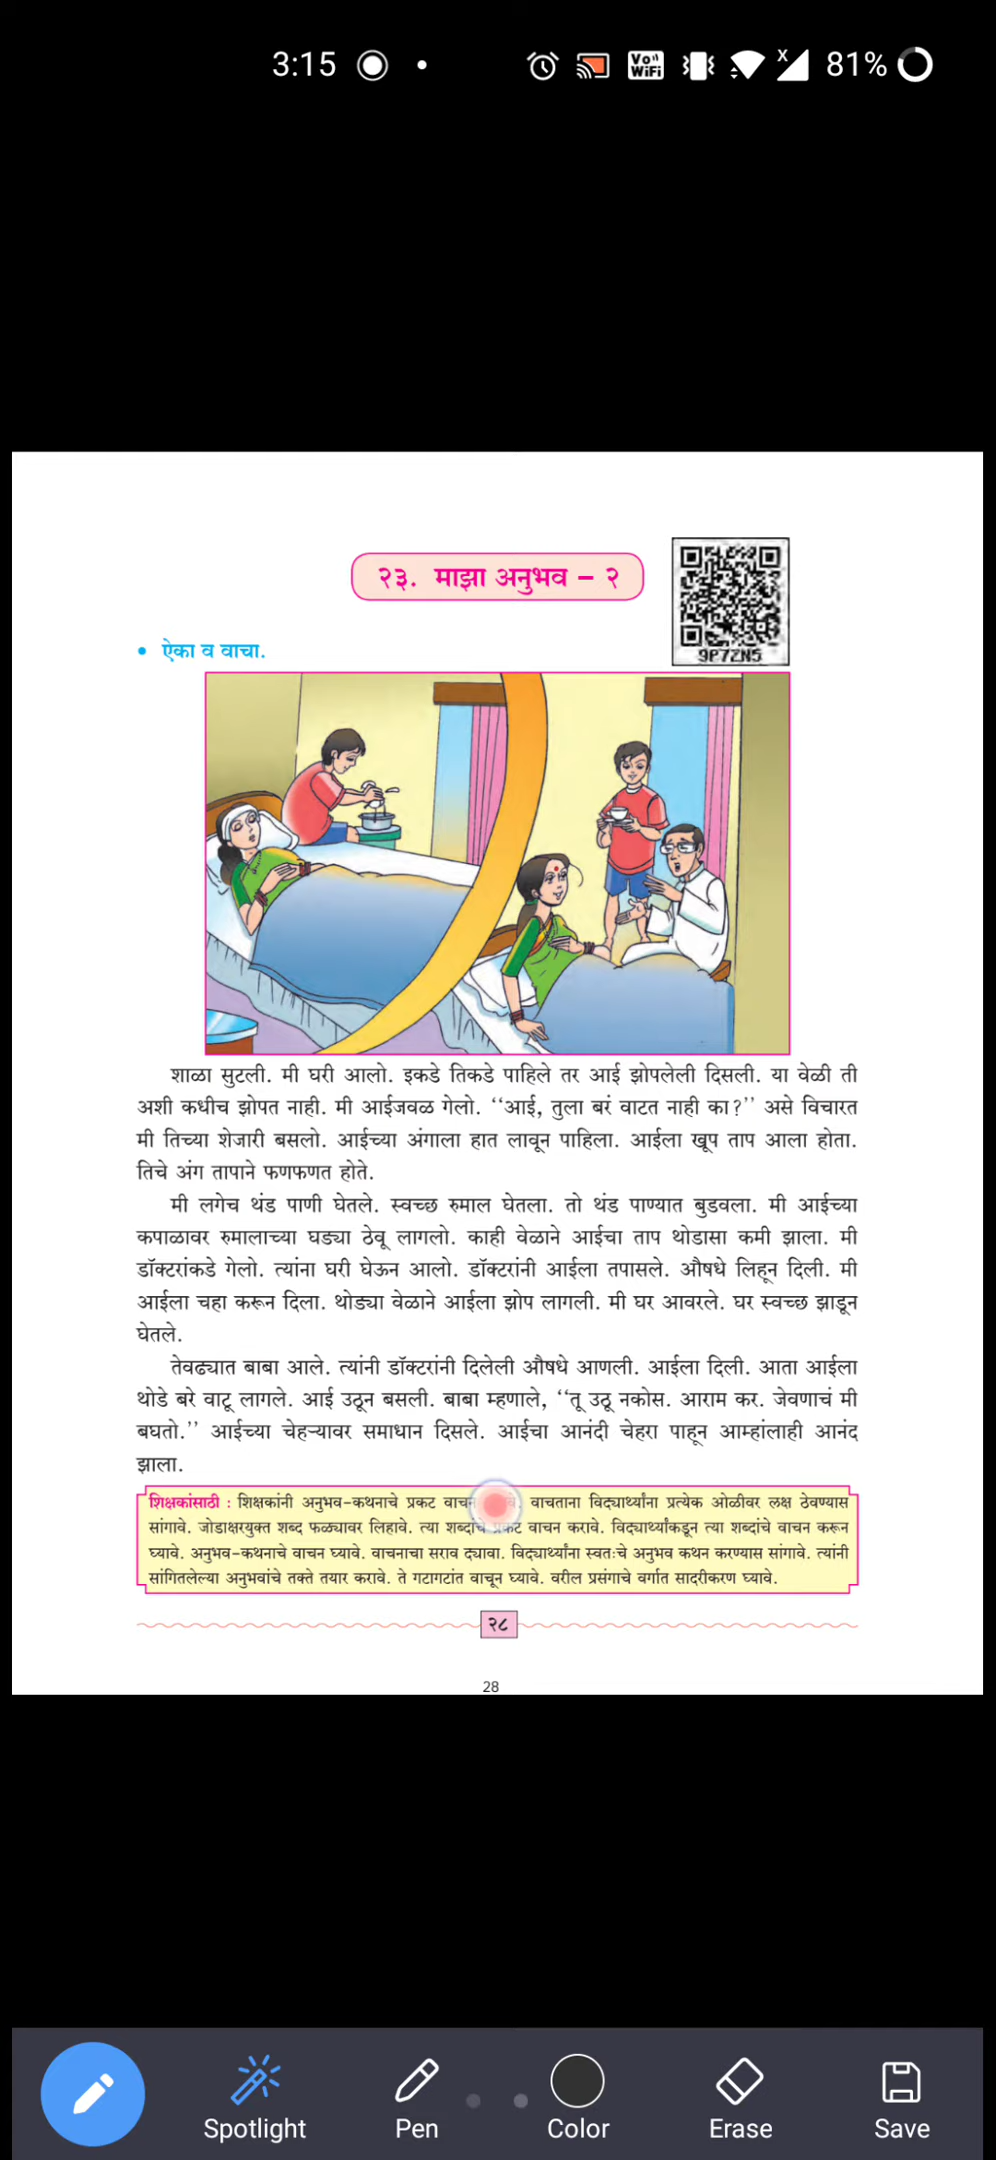 3:15
Vo
WiFi
x
81%
२३. माझा अनुभव – २
9P7ZN5
• ऐका व वाचा.
शाळा सुटली. मी घरी आलो. इकडे तिकडे पाहिले तर आई झोपलेली दिसली. या वेळी ती
अशी कधीच झोपत नाही. मी आईजवळ गेलो. ‘‘आई, तुला बरं वाटत नाही का?’’ असे विचारत
मी तिच्या शेजारी बसलो. आईच्या अंगाला हात लावून पाहिला. आईला खूप ताप आला होता.
तिचे अंग तापाने फणफणत होते.
मी लगेच थंड पाणी घेतले. स्वच्छ रुमाल घेतला. तो थंड पाण्यात बुडवला. मी आईच्या
कपाळावर रुमालाच्या घड्या ठेवू लागलो. काही वेळाने आईचा ताप थोडासा कमी झाला. मी
डॉक्टरांकडे गेलो. त्यांना घरी घेऊन आलो. डॉक्टरांनी आईला तपासले. औषधे लिहून दिली. मी
आईला चहा करून दिला. थोड्या वेळाने आईला झोप लागली. मी घर आवरले. घर स्वच्छ झाडून
घेतले.
तेवढ्यात बाबा आले. त्यांनी डॉक्टरांनी दिलेली औषधे आणली. आईला दिली. आता आईला
थोडे बरे वाटू लागले. आई उठून बसली. बाबा म्हणाले, ‘‘तू उठू नकोस. आराम कर. जेवणाचं मी
बघतो.’’ आईच्या चेहऱ्यावर समाधान दिसले. आईचा आनंदी चेहरा पाहून आम्हांलाही आनंद
झाला.
शिक्षकांसाठी : शिक्षकांनी अनुभव-कथनाचे प्रकट वाचन वाचताना विद्यार्थ्यांना प्रत्येक ओळीवर लक्ष ठेवण्यास
सांगावे. जोडाक्षरयुक्त शब्द फळ्यावर लिहावे. त्या शब्दांचे प्रकट वाचन करावे. विद्यार्थ्यांकडून त्या शब्दांचे वाचन करून
घ्यावे. अनुभव-कथनाचे वाचन घ्यावे. वाचनाचा सराव द्यावा. विद्यार्थ्यांना स्वतःचे अनुभव कथन करण्यास सांगावे. त्यांनी
सांगितलेल्या अनुभवांचे तक्ते तयार करावे. ते गटागटांत वाचून घ्यावे. वरील प्रसंगाचे वर्गात सादरीकरण घ्यावे.
२८
28
Spotlight
Pen
Color
Erase
Save